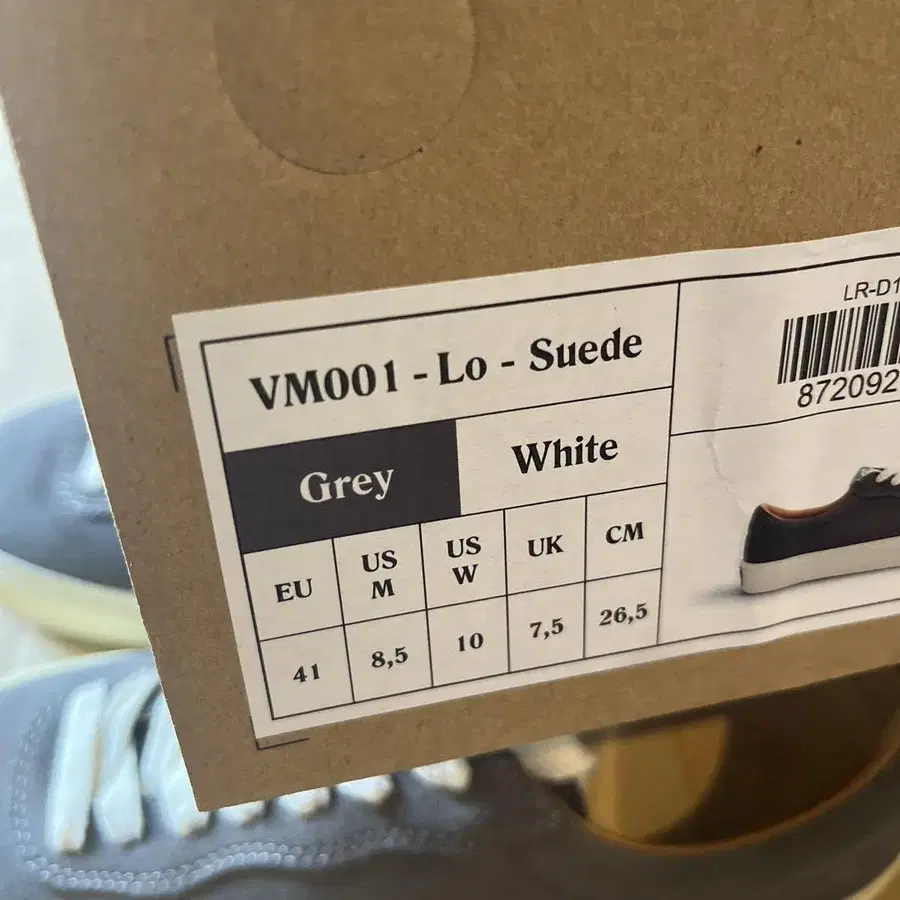 VM001 - Lo - Suede
Grey
White
EU
US M
US W
UK
CM
41
8,5
10
7,5
26,5
LR-D1
872092